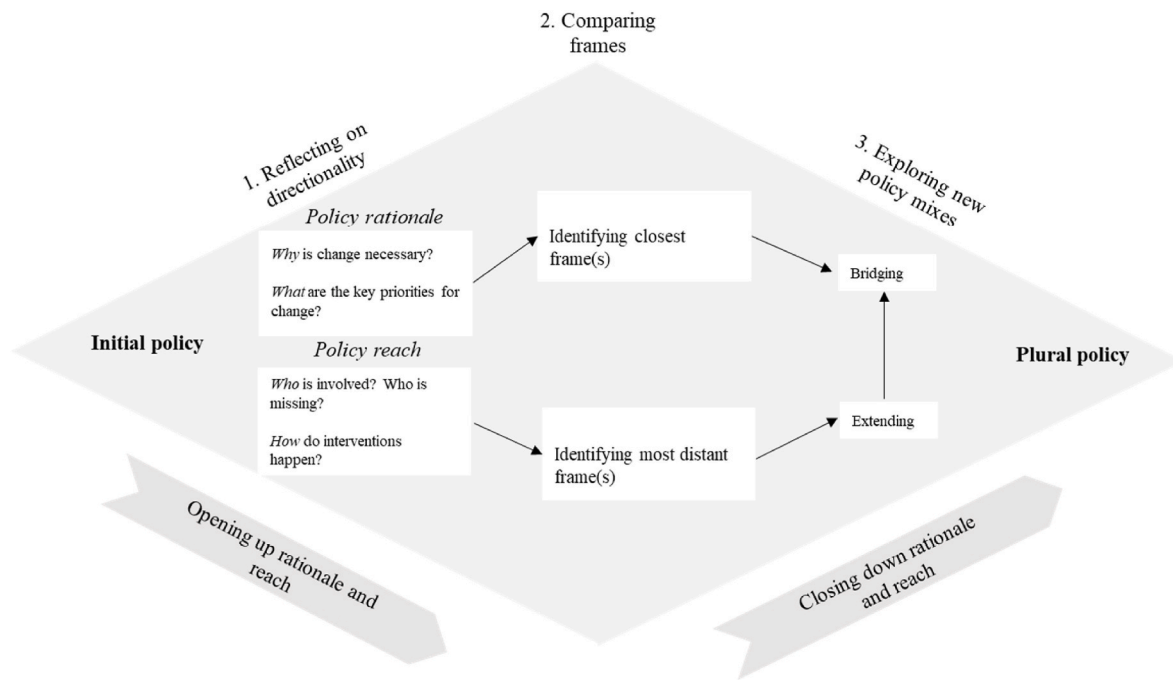 2. Comparing
frames
1. Reflecting on
directionality
3. Exploring new
policy mixes
Policy rationale
Why is change necessary?
What are the key priorities for
change?
Identifying closest
frame(s)
Bridging
Initial policy
Policy reach
Plural policy
Who is involved? Who is
missing?
How do interventions
happen?
Identifying most distant
frame(s)
Extending
Opening up rationale and
reach
Closing down rationale
and reach